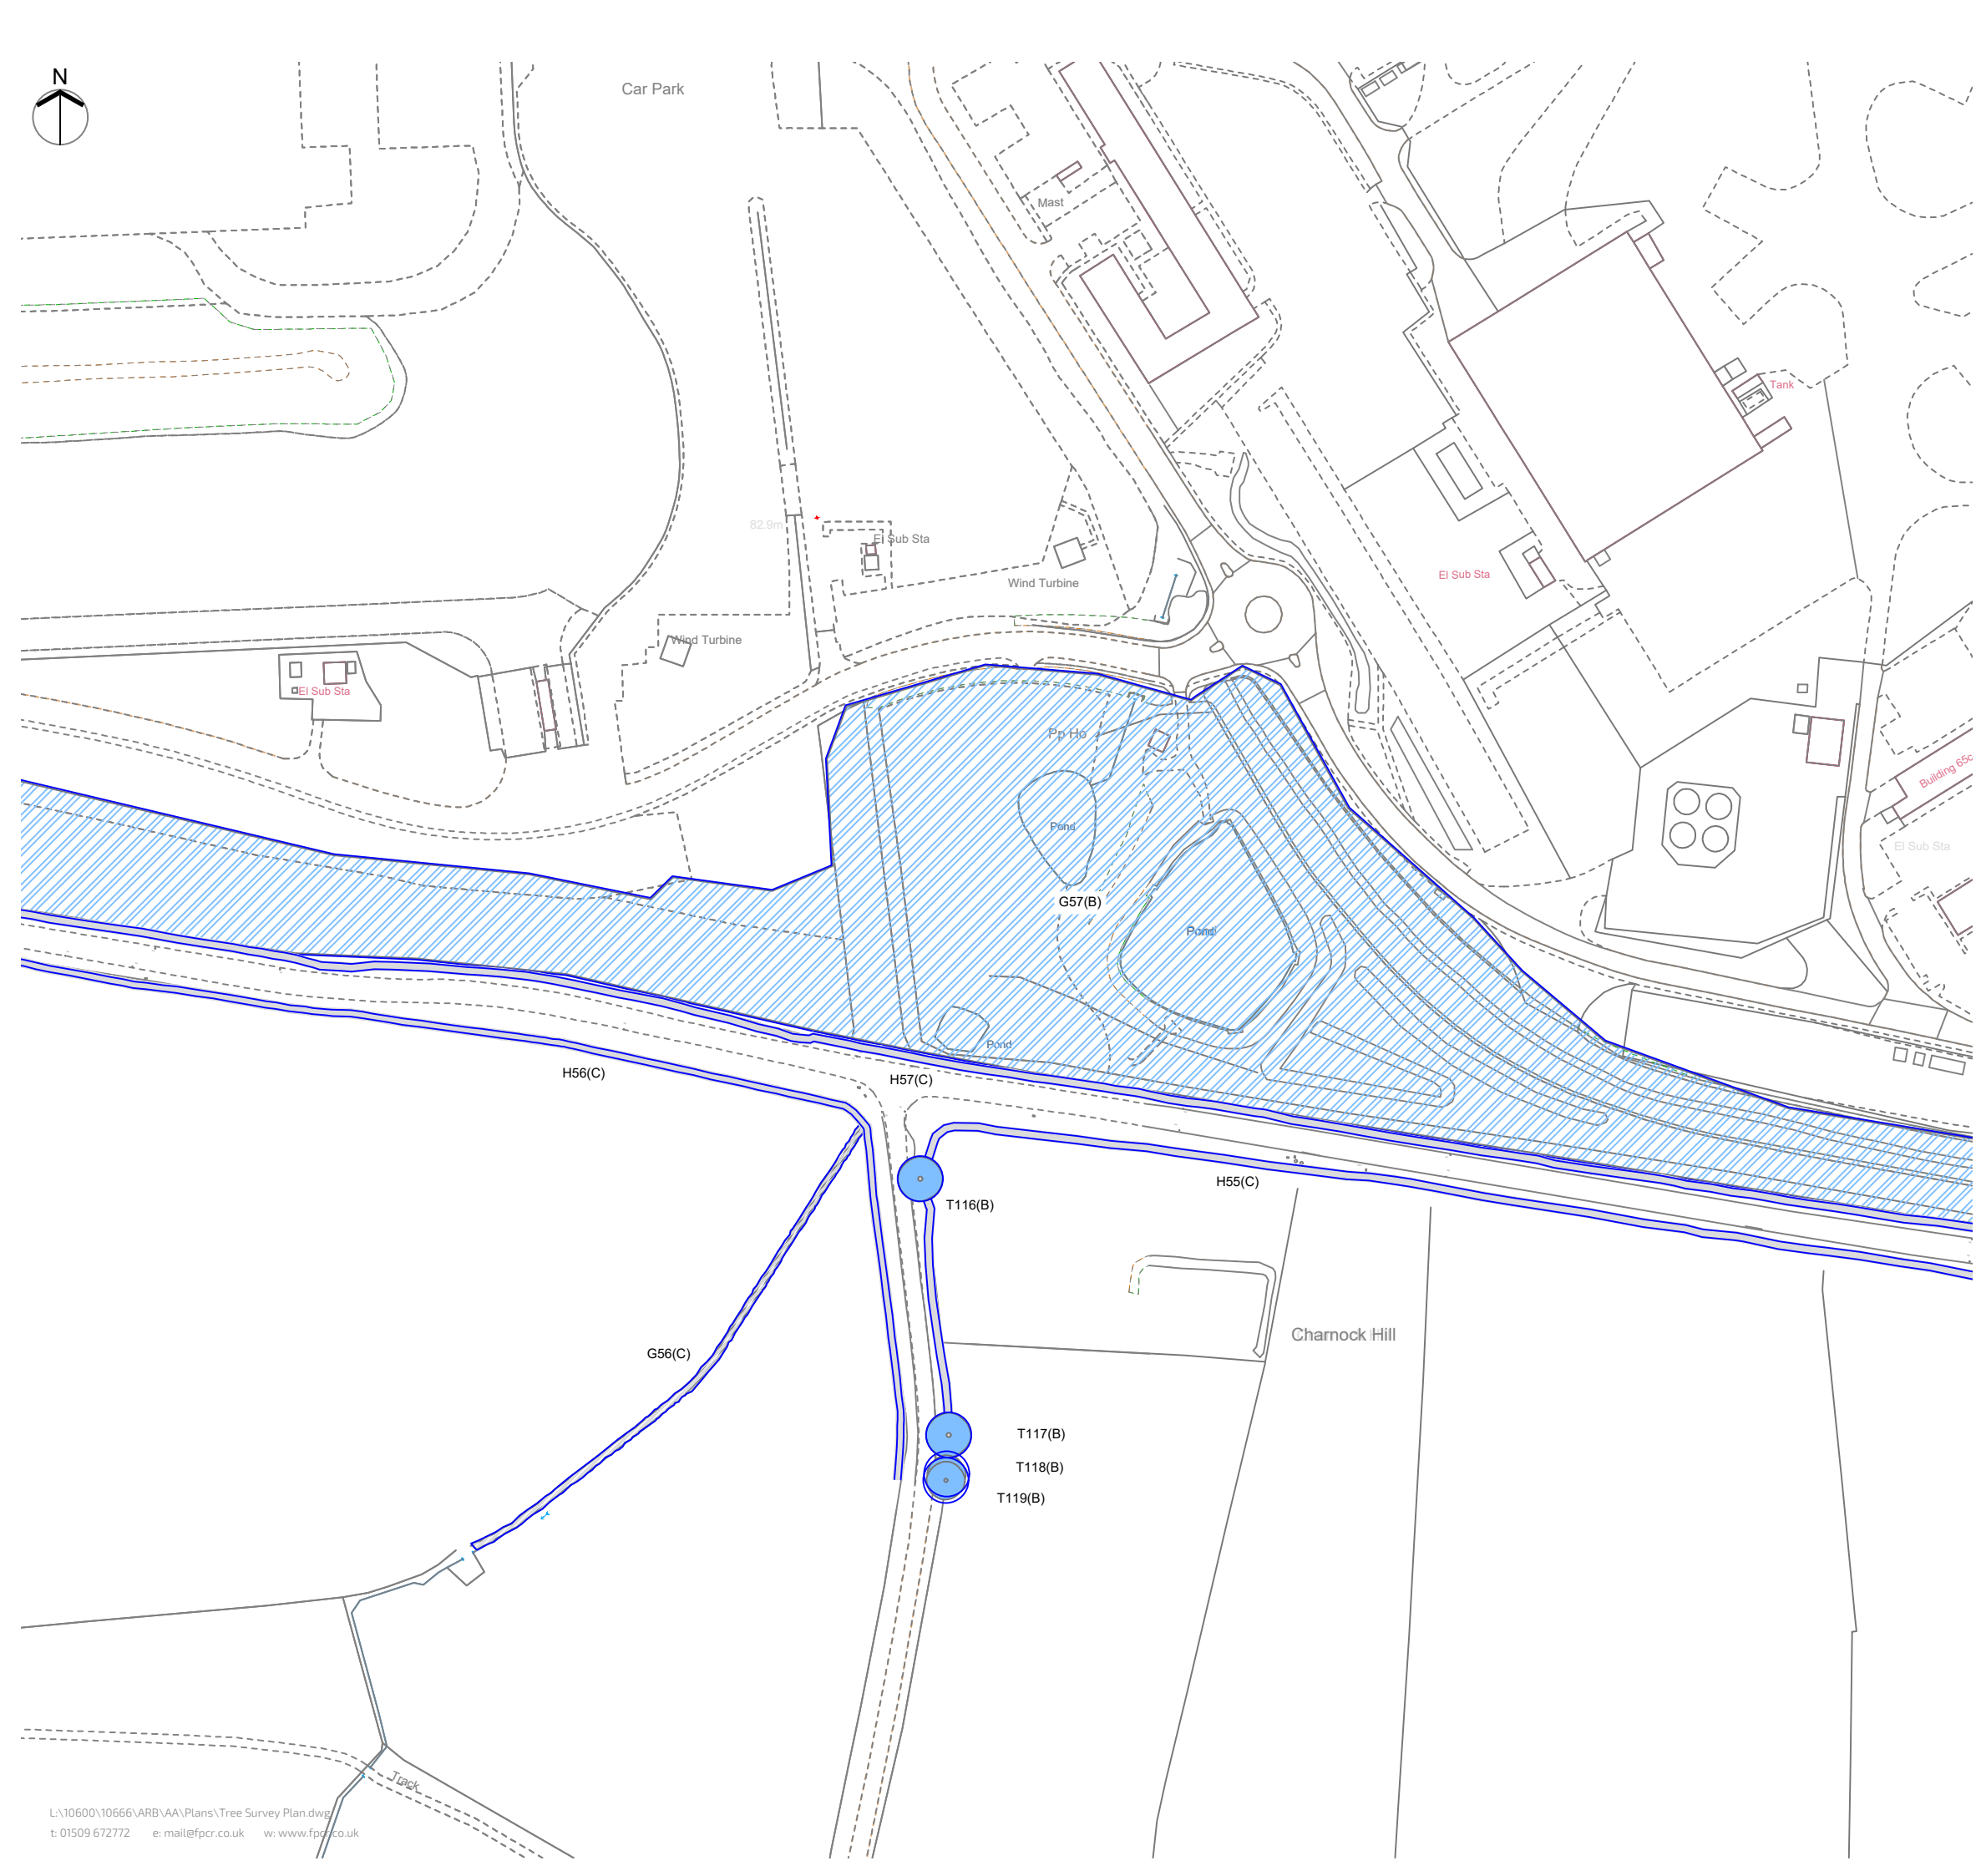 N
Car Park
Mast
Tank
82.9m
El Sub Sta
El Sub Sta
Wind Turbine
Wind Turbine
El Sub Sta
Pp Ho
Building 65c
Pond
El Sub Sta
G57(B)
Pond
Pond
H56(C)
H57(C)
H55(C)
T116(B)
Charnock Hill
G56(C)
T117(B)
T118(B)
T119(B)
Track
L:\10600\10666\ARB\AA\Plans\Tree Survey Plan.dwg
t: 01509 672772 e: mail@fpcr.co.uk w: www.fpcr.co.uk